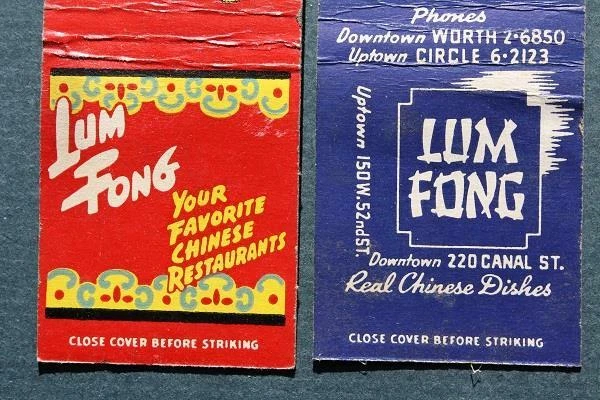 LUM
FONG
YOUR
FAVORITE
CHINESE
RESTAURANTS
CLOSE COVER BEFORE STRIKING
Phones
Downtown WORTH 2-6850
Uptown CIRCLE 6-2123
Uptown 150 W. 52nd ST.
LUM
FONG
Downtown 220 CANAL ST.
Real Chinese Dishes
CLOSE COVER BEFORE STRIKING